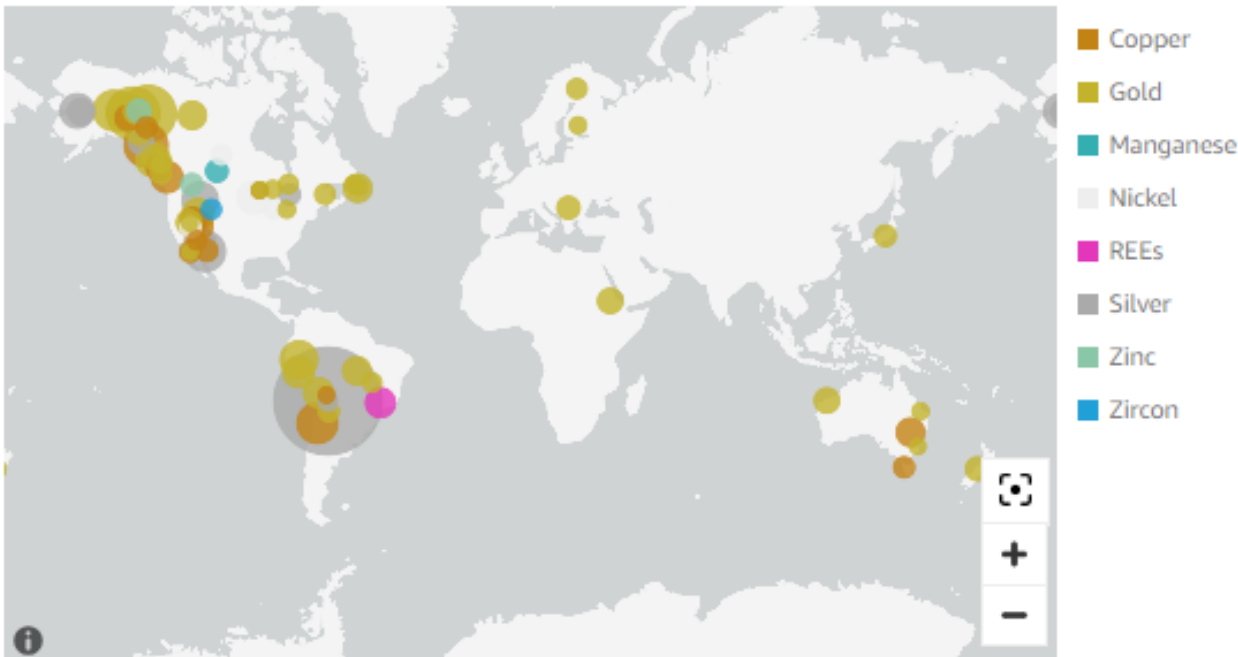 Copper
Gold
Manganese
Nickel
REEs
Silver
Zinc
Zircon
+
−
i